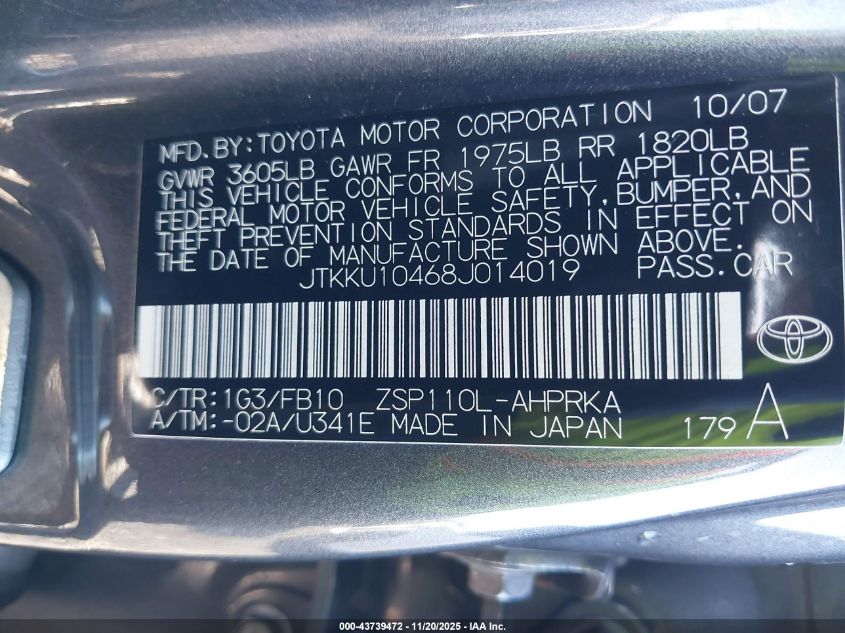 MFD. BY: TOYOTA MOTOR CORPORATION 10/07
GVWR 3605LB GAWR FR 1975LB RR 1820LB
THIS VEHICLE CONFORMS TO ALL APPLICABLE
FEDERAL MOTOR VEHICLE SAFETY, BUMPER, AND
THEFT PREVENTION STANDARDS IN EFFECT ON
THE DATE OF MANUFACTURE SHOWN ABOVE.
JTKKU10468J014019 PASS. CAR
C/TR: 1G3/FB10 ZSP110L-AHPRKA
A/TM: -02A/U341E MADE IN JAPAN 179 A
000-43739472 — 11/20/2025 — IAA Inc.